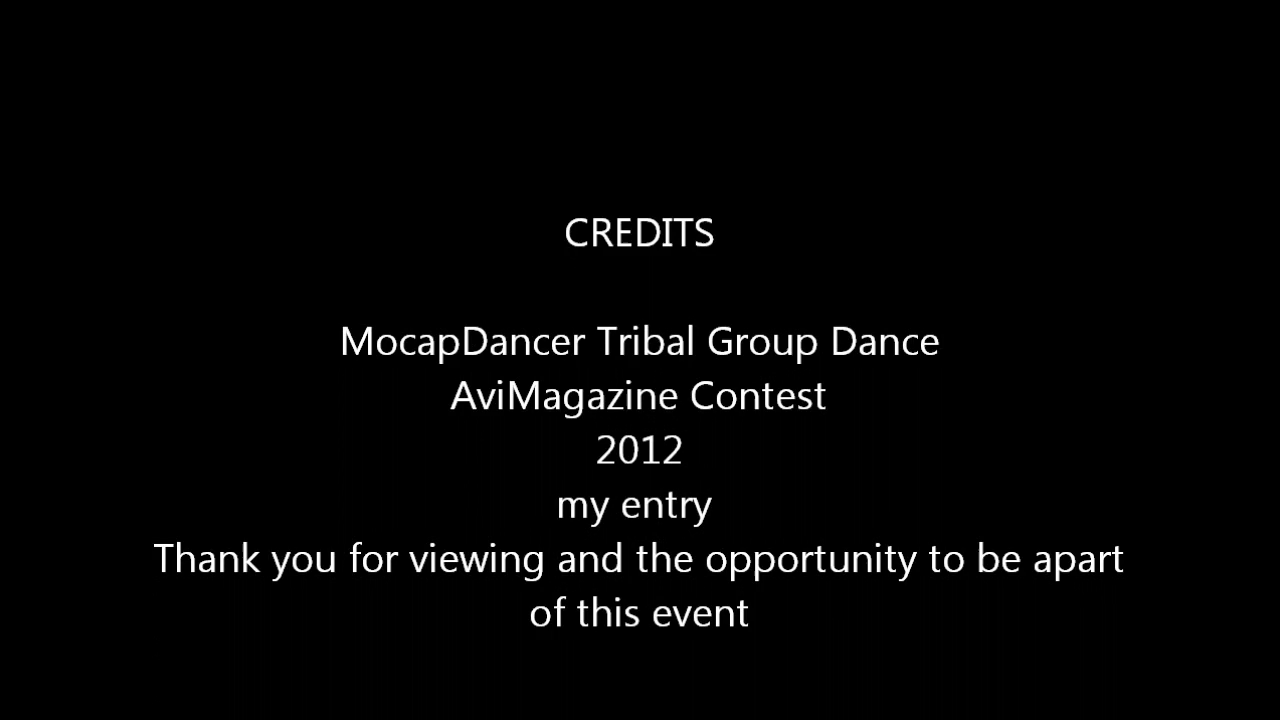 CREDITS
MocapDancer Tribal Group Dance
AviMagazine Contest
2012
my entry
Thank you for viewing and the opportunity to be apart
of this event